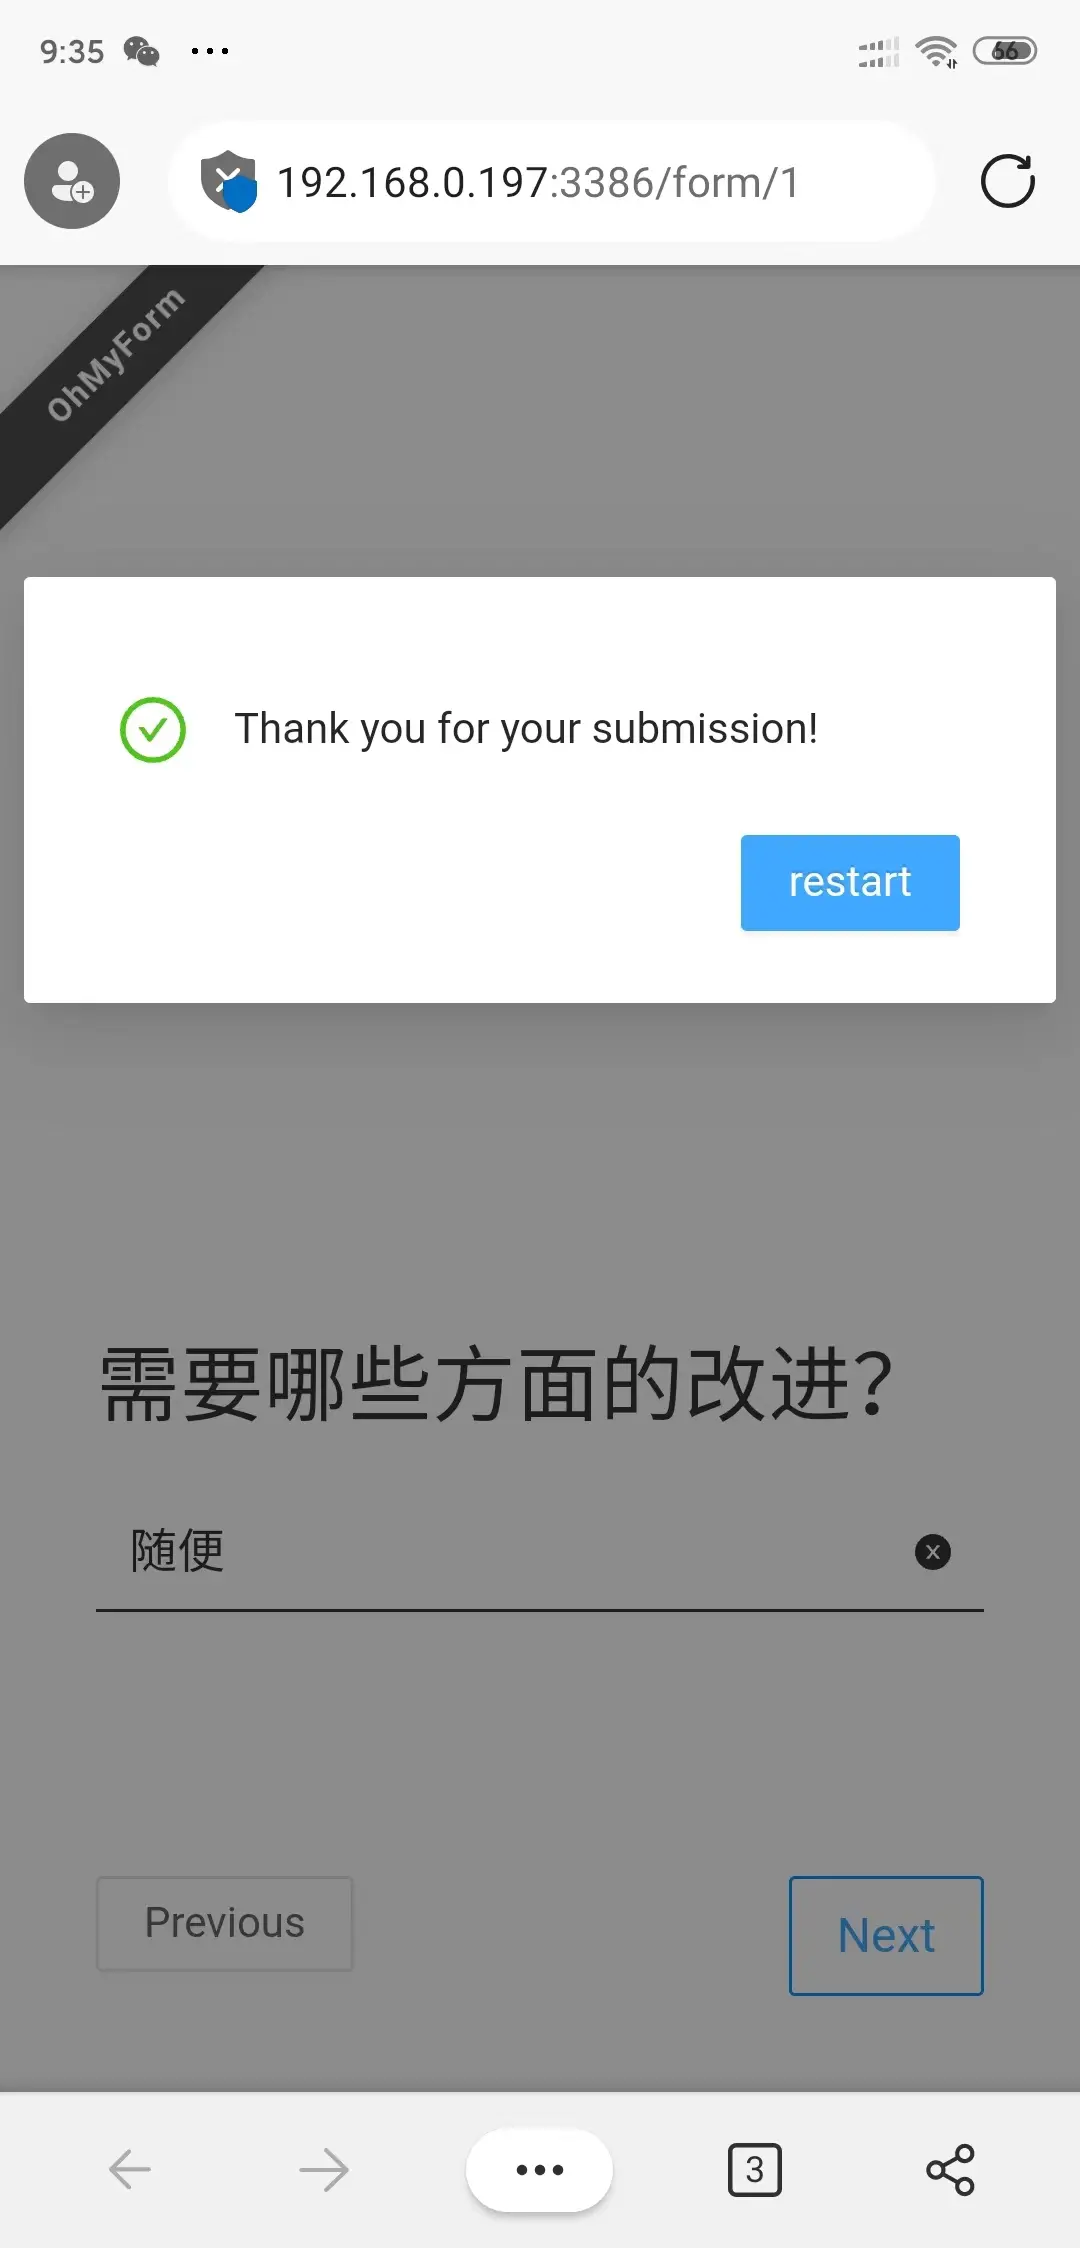 9:35
66
192.168.0.197:3386/form/1
OhMyForm
Thank you for your submission!
restart
需要哪些方面的改进？
随便
Previous
Next
3